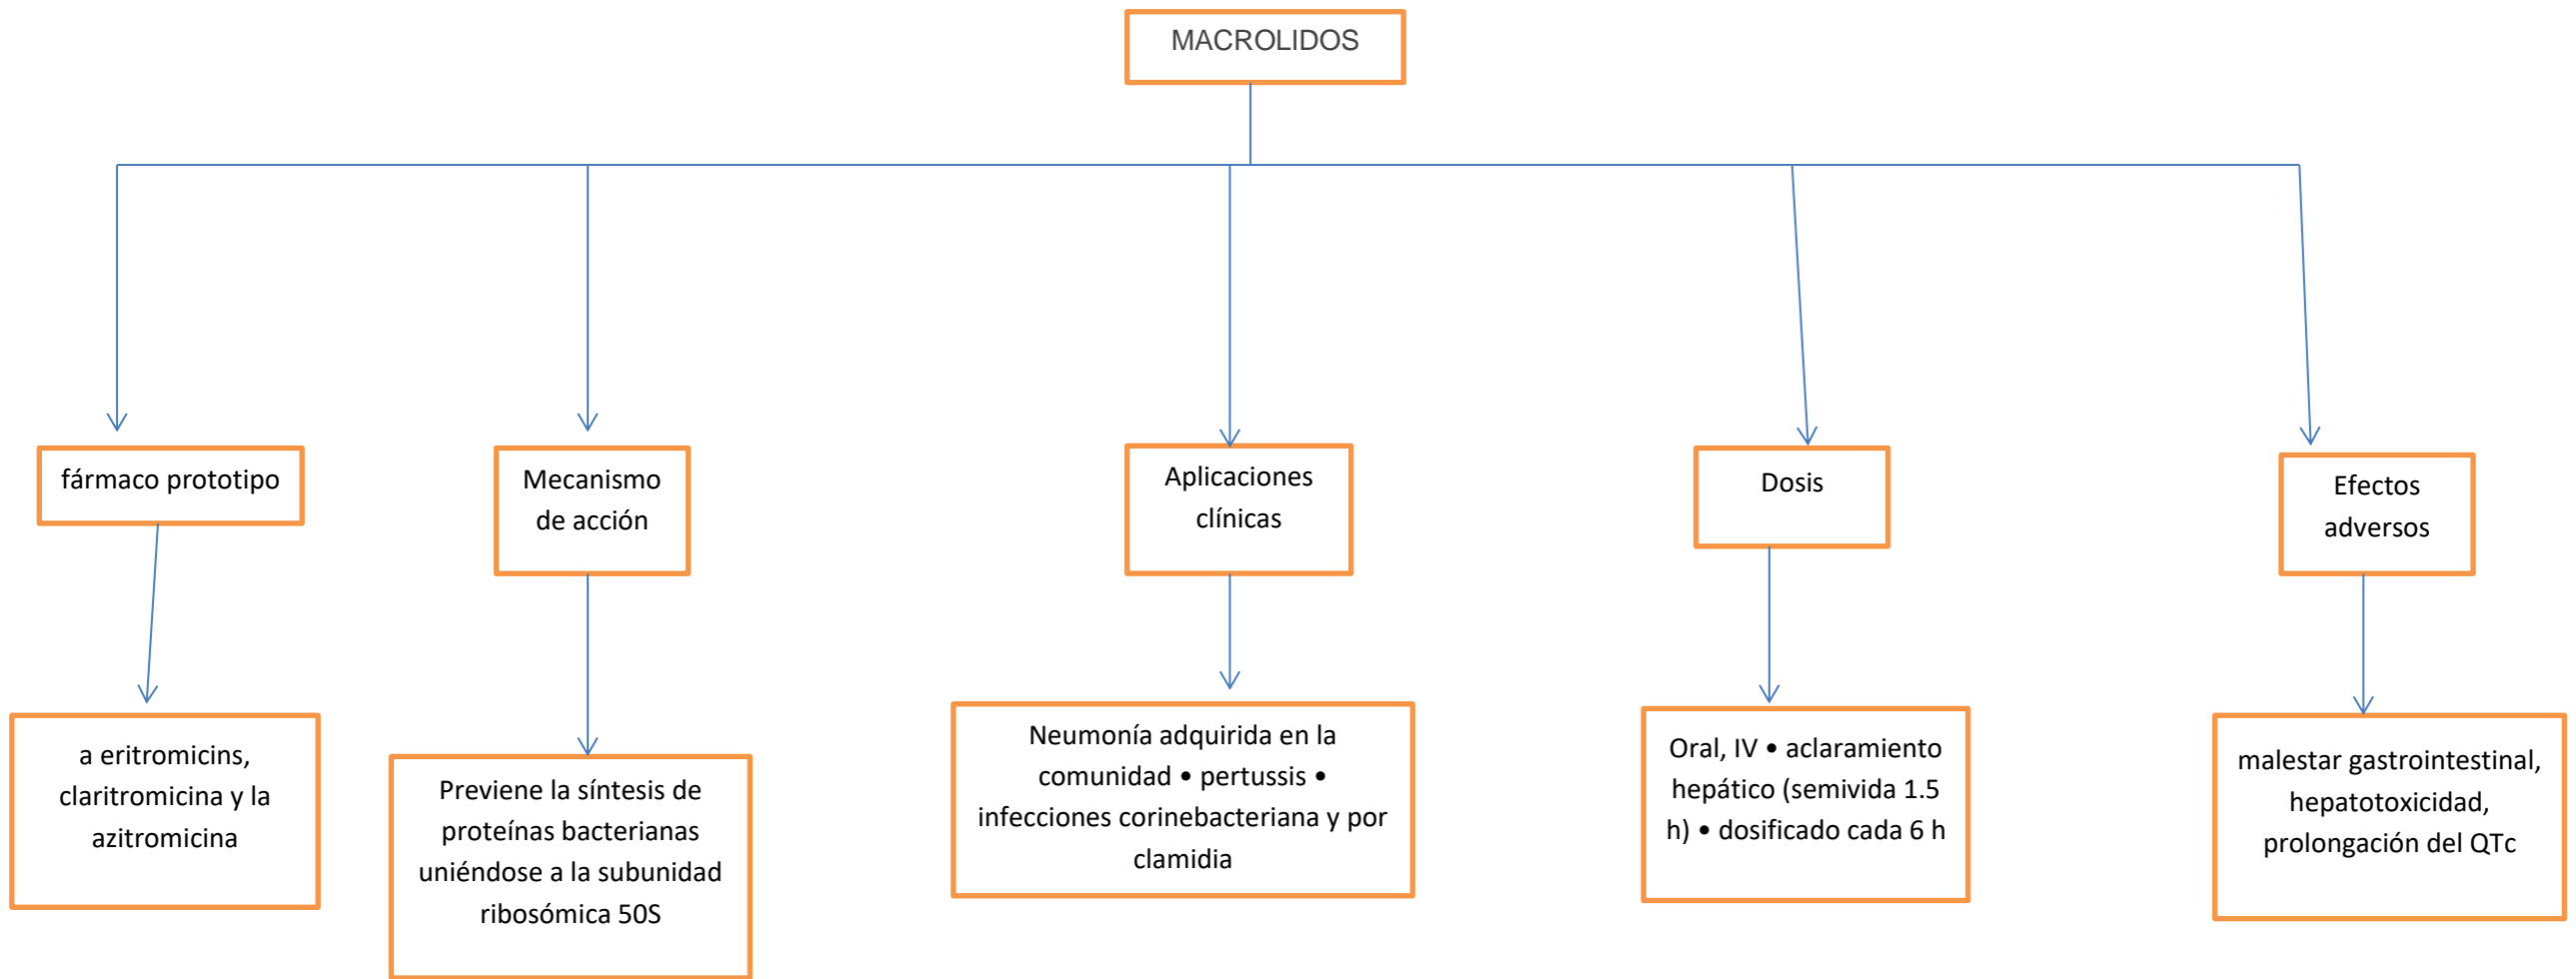 MACROLIDOS
fármaco prototipo
Mecanismo
de acción
Aplicaciones
clínicas
Dosis
Efectos
adversos
a eritromicins,
claritromicina y la
azitromicina
Previene la síntesis de
proteínas bacterianas
uniéndose a la subunidad
ribosómica 50S
Neumonía adquirida en la
comunidad • pertussis •
infecciones corinebacteriana y por
clamidia
Oral, IV • aclaramiento
hepático (semivida 1.5
h) • dosificado cada 6 h
malestar gastrointestinal,
hepatotoxicidad,
prolongación del QTc